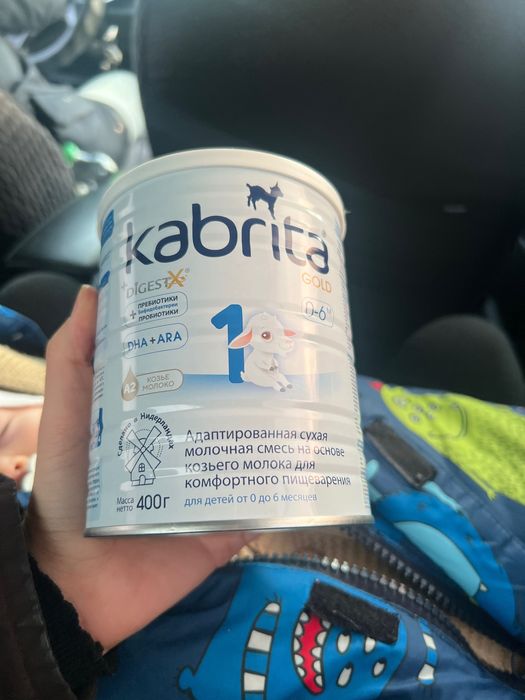 kabrita®
GOLD
+DIGESTX®
+ ПРЕБИОТИКИ
Бифидобактерии
ПРОБИОТИКИ
0-6
DHA+ARA
1
A2
КОЗЬЕ
МОЛОКО
Сделано в Нидерландах
Адаптированная сухая
молочная смесь на основе
козьего молока для
комфортного пищеварения
Масса
нетто 400г
для детей от 0 до 6 месяцев